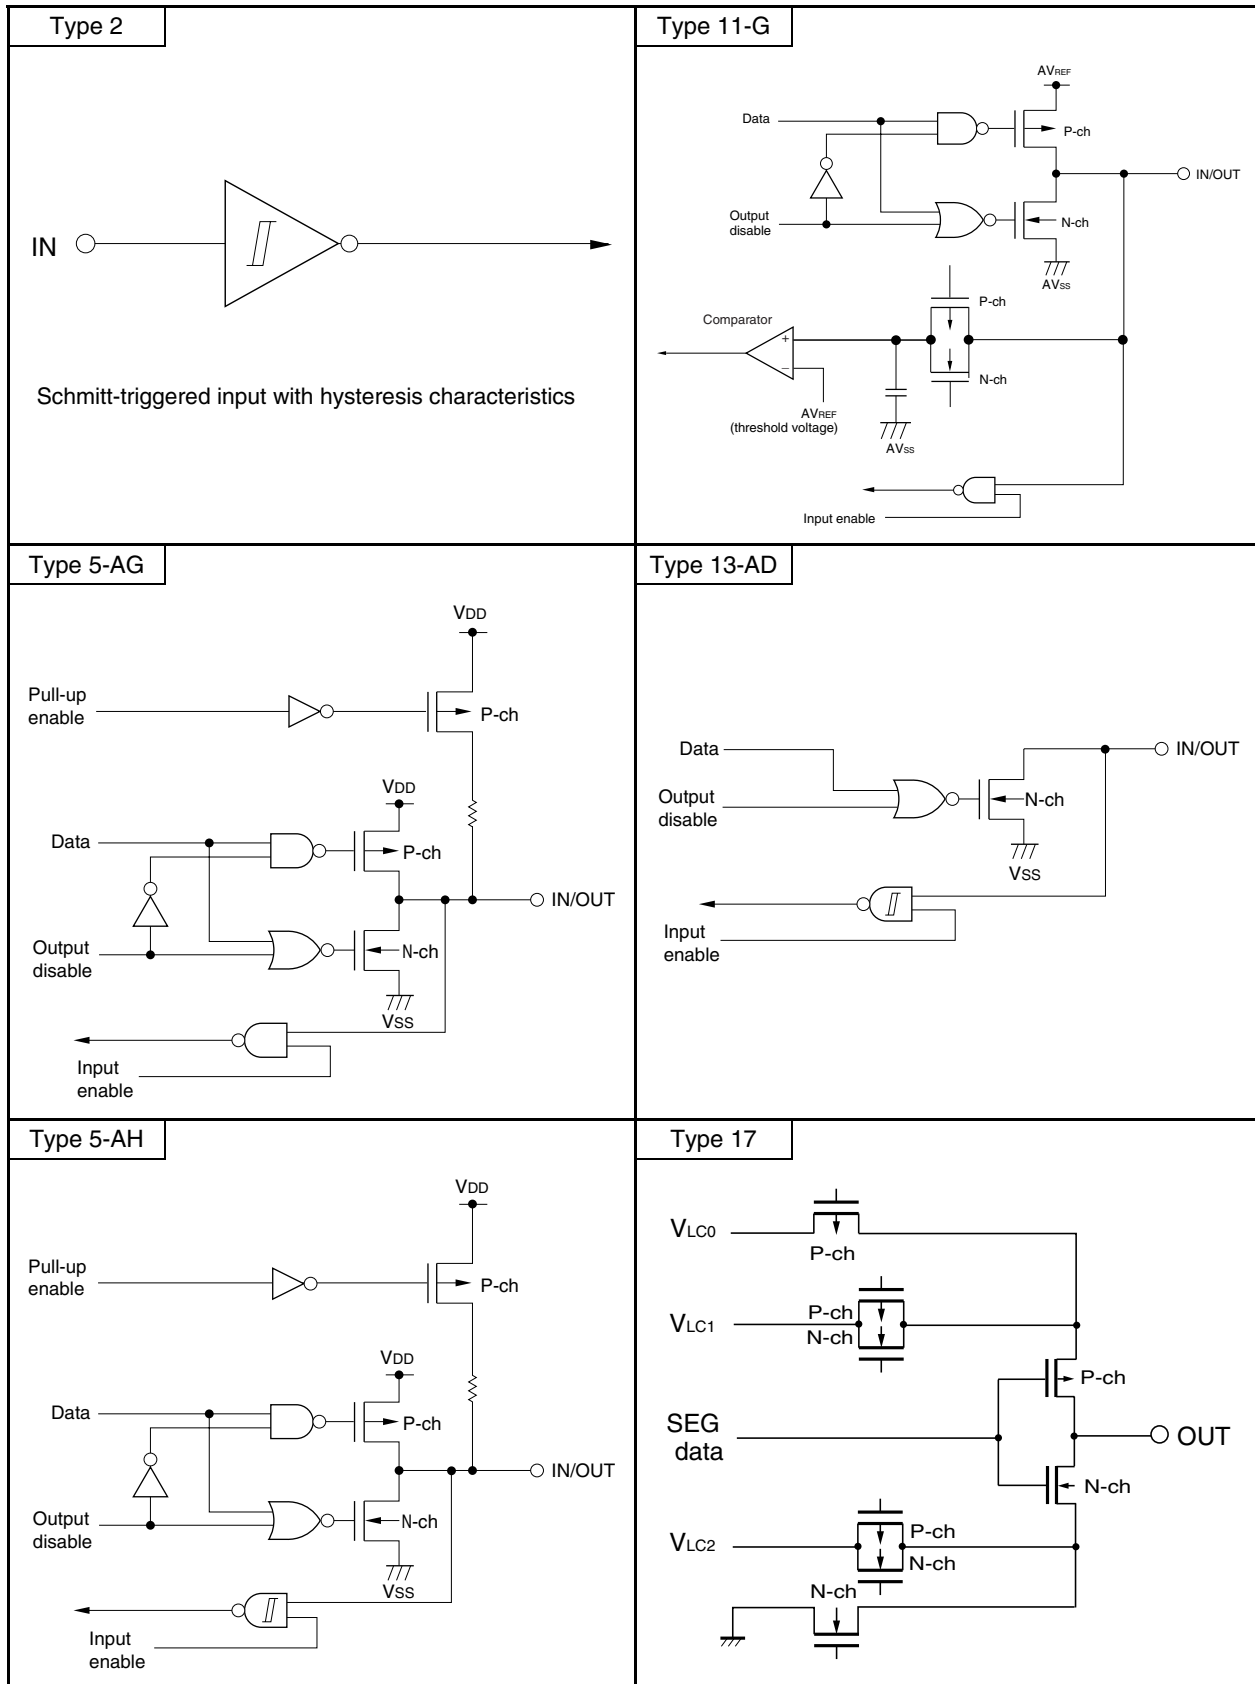 Type 2
IN
Schmitt-triggered input with hysteresis characteristics
Type 11-G
AVREF
Data
P-ch
IN/OUT
Output
disable
N-ch
AVSS
P-ch
Comparator
+
–
N-ch
AVREF
(threshold voltage)
AVSS
Input enable
Type 5-AG
VDD
Pull-up
enable
P-ch
VDD
Data
P-ch
IN/OUT
Output
disable
N-ch
VSS
Input
enable
Type 13-AD
Data
IN/OUT
Output
disable
N-ch
VSS
Input
enable
Type 5-AH
VDD
Pull-up
enable
P-ch
VDD
Data
P-ch
IN/OUT
Output
disable
N-ch
VSS
Input
enable
Type 17
VLC0
P-ch
VLC1
P-ch
N-ch
P-ch
SEG
data
OUT
N-ch
VLC2
P-ch
N-ch
N-ch